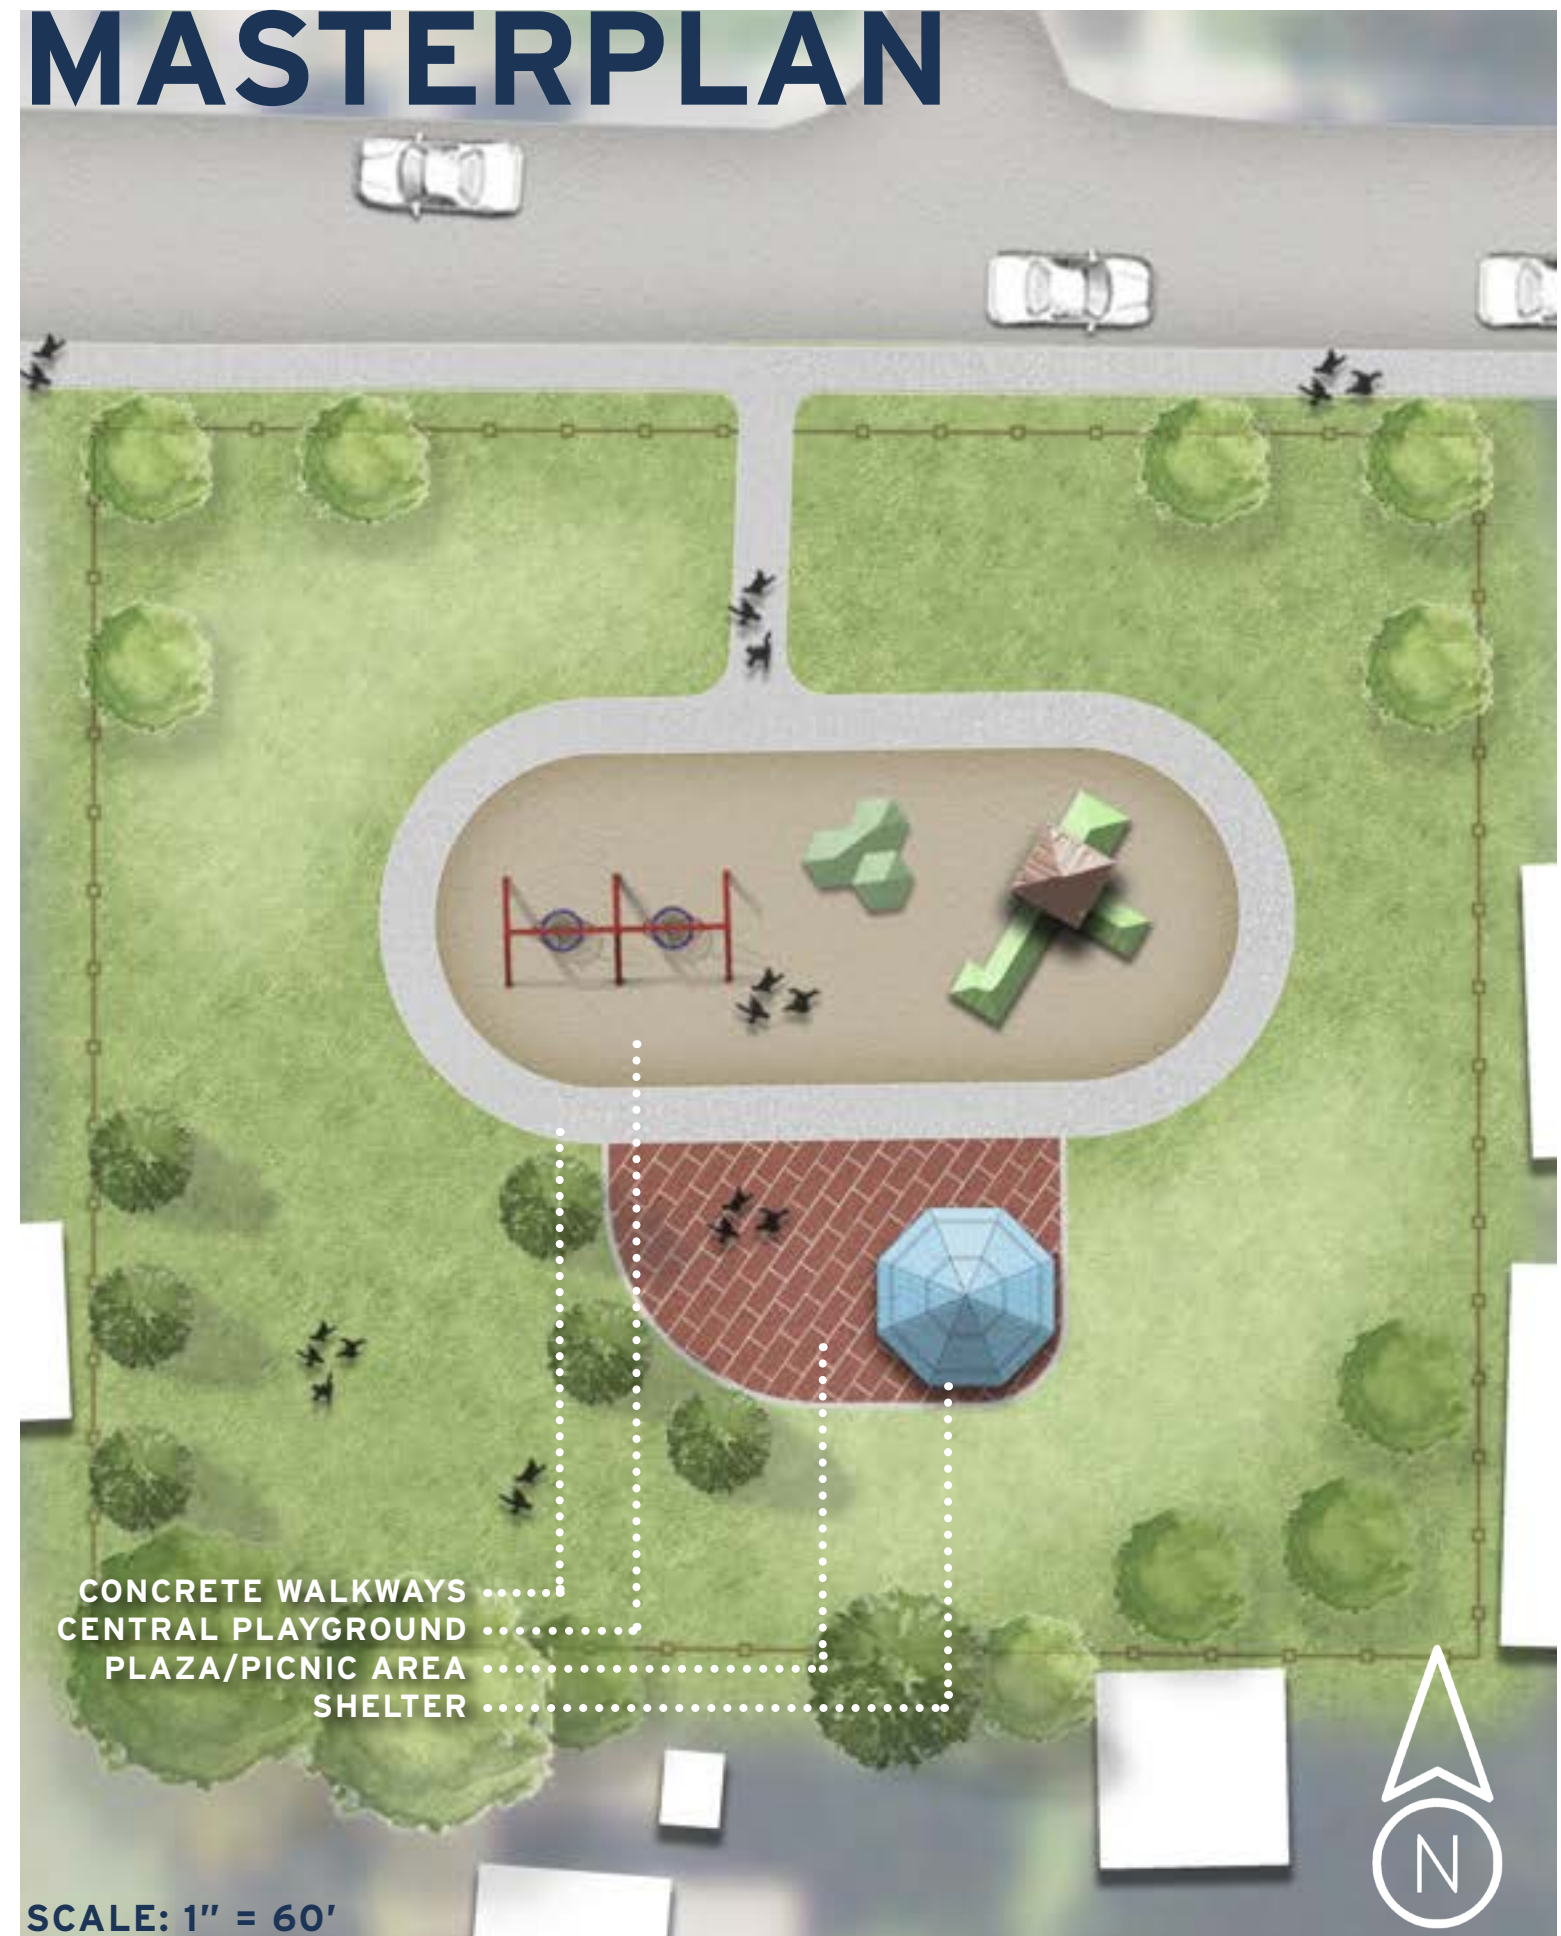 MASTERPLAN
CONCRETE WALKWAYS
CENTRAL PLAYGROUND
PLAZA/PICNIC AREA
SHELTER
N
SCALE: 1" = 60'